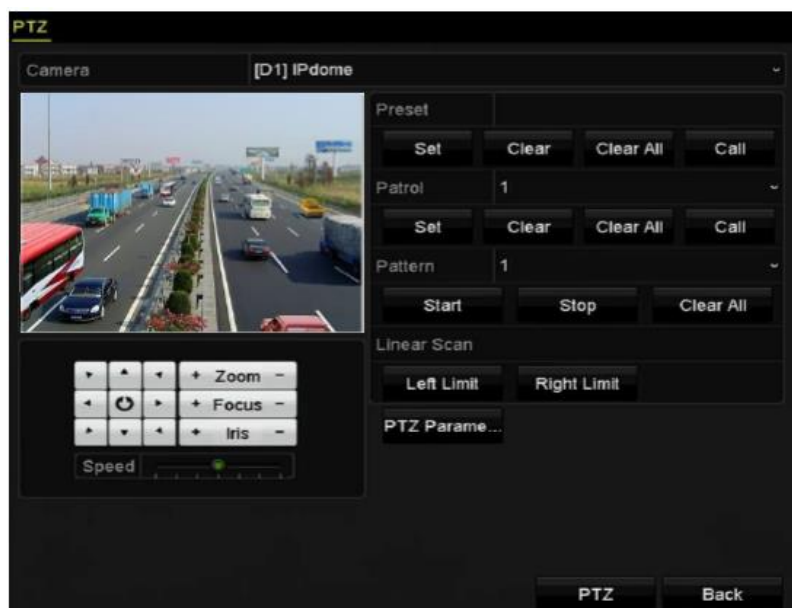 PTZ
Camera [D1] IPdome
Preset
Set Clear Clear All Call
Patrol 1
Set Clear Clear All Call
Pattern 1
Start Stop Clear All
Linear Scan
Left Limit Right Limit
PTZ Parame...
+ Zoom -
+ Focus -
+ Iris -
Speed
PTZ Back